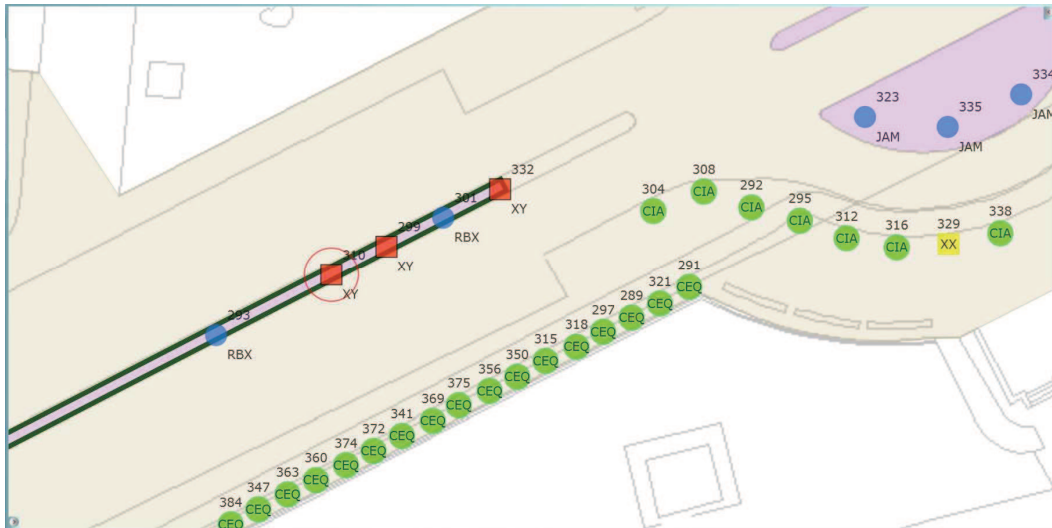 334
323
JAM
335
JAM
JAM
332
XY
308
CIA
304
CIA
292
CIA
301
RBX
295
CIA
312
CIA
316
CIA
329
XX
338
CIA
299
XY
310
XY
291
CEQ
321
CEQ
289
CEQ
297
CEQ
293
RBX
318
CEQ
315
CEQ
350
CEQ
356
CEQ
375
CEQ
369
CEQ
341
CEQ
372
CEQ
374
CEQ
360
CEQ
363
CEQ
347
CEQ
384
CEQ